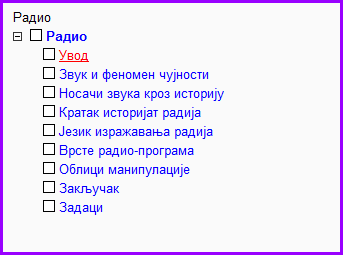 Радио
Радио
Увод
Звук и феномен чујности
Носачи звука кроз историју
Кратак историјат радија
Језик изражавања радија
Врсте радио-програма
Облици манипулације
Закључак
Задаци